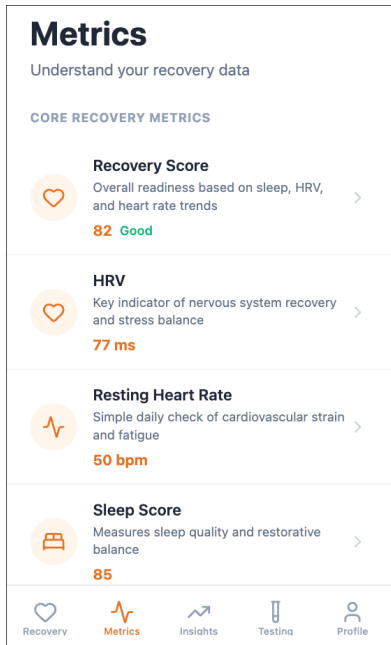 Metrics
Understand your recovery data
CORE RECOVERY METRICS
Recovery Score
Overall readiness based on sleep, HRV,
and heart rate trends
82 Good
HRV
Key indicator of nervous system recovery
and stress balance
77 ms
Resting Heart Rate
Simple daily check of cardiovascular strain
and fatigue
50 bpm
Sleep Score
Measures sleep quality and restorative
balance
85
Recovery Metrics Insights Testing Profile